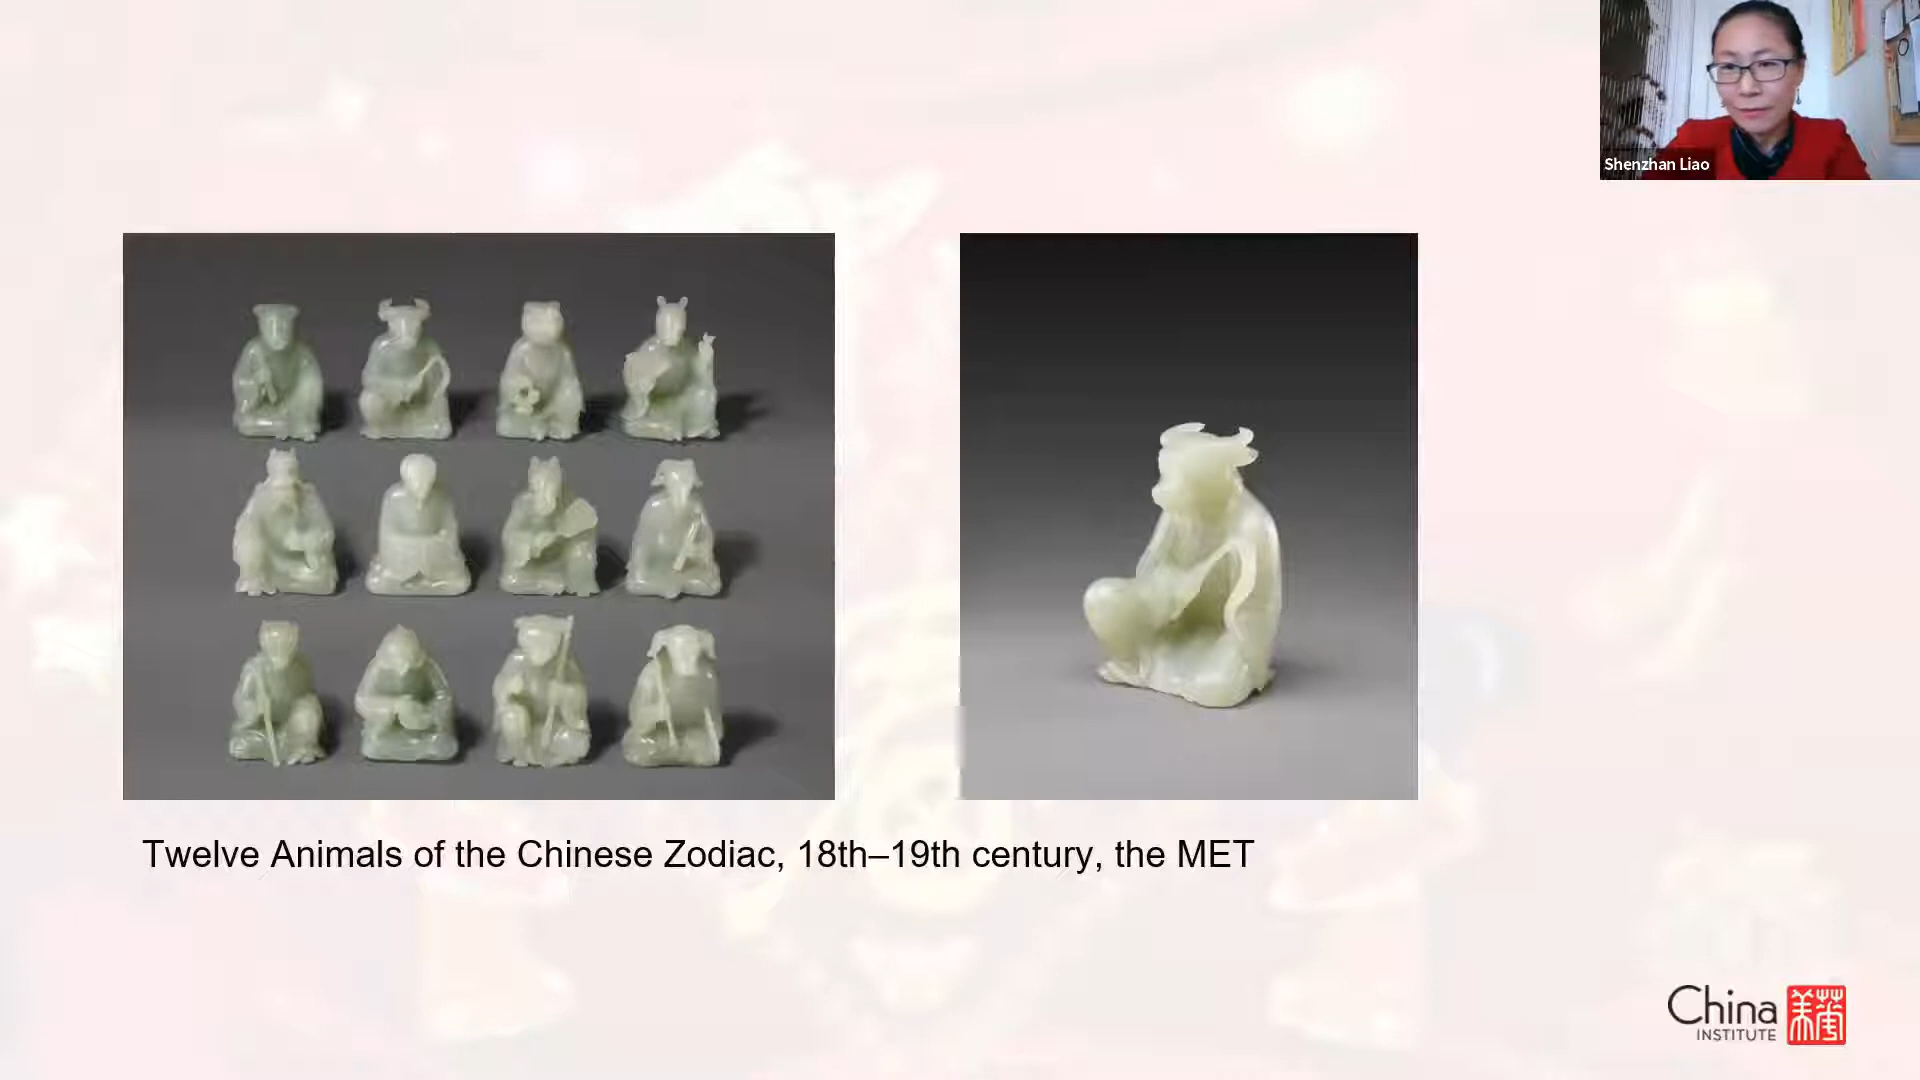 Shenzhan Liao
Twelve Animals of the Chinese Zodiac, 18th–19th century, the MET
China
INSTITUTE